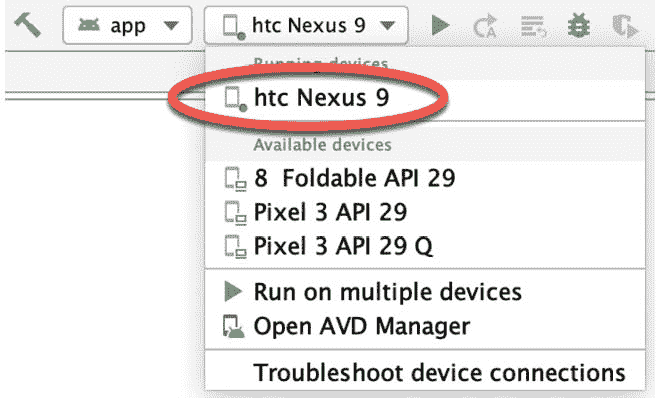 app
htc Nexus 9
Running devices
htc Nexus 9
Available devices
8 Foldable API 29
Pixel 3 API 29
Pixel 3 API 29 Q
Run on multiple devices
Open AVD Manager
Troubleshoot device connections